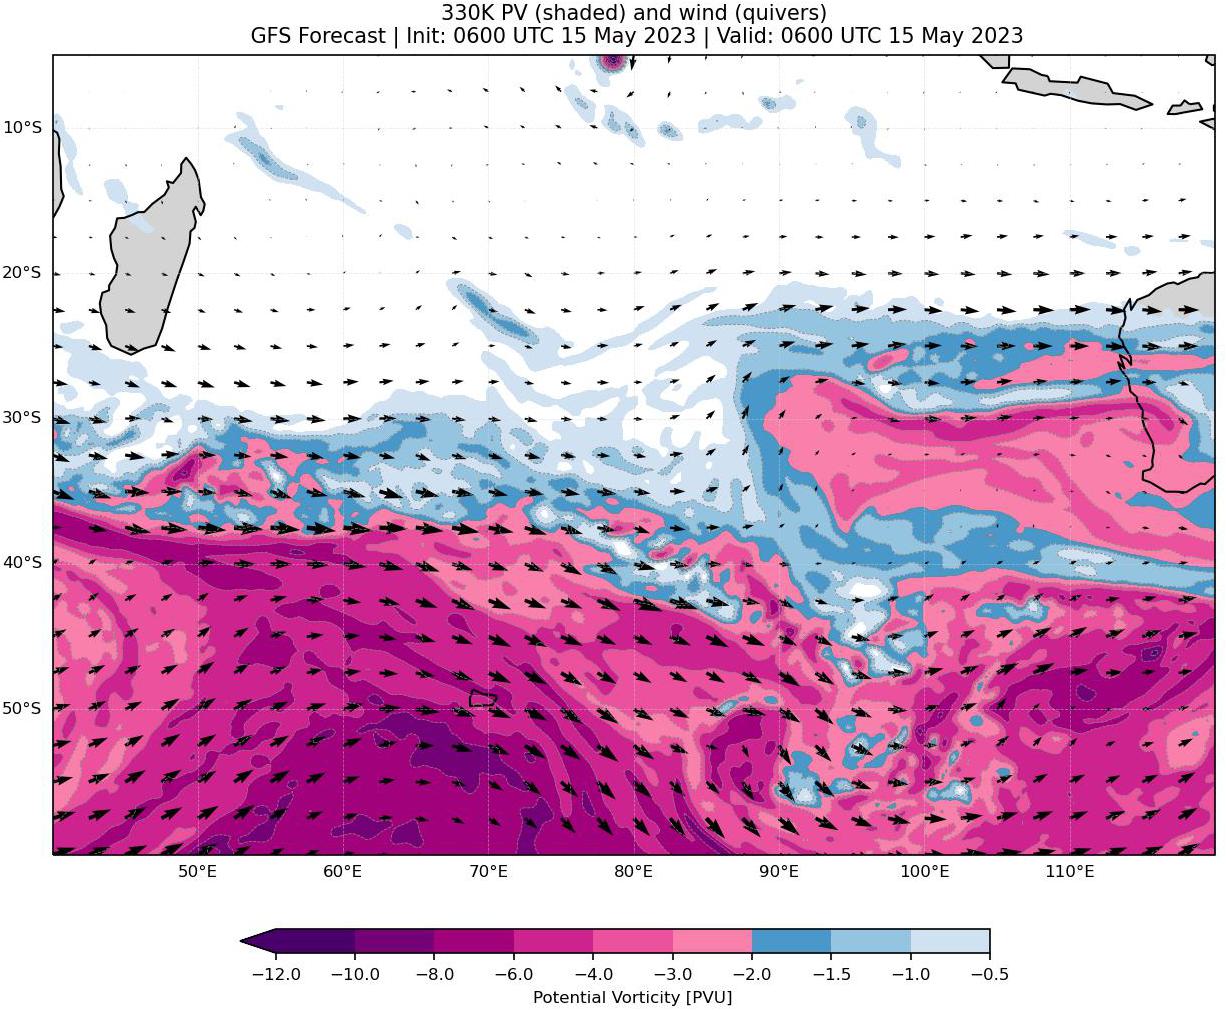 330K PV (shaded) and wind (quivers)
GFS Forecast | Init: 0600 UTC 15 May 2023 | Valid: 0600 UTC 15 May 2023
10°S
20°S
30°S
40°S
50°S
50°E 60°E 70°E 80°E 90°E 100°E 110°E
−12.0 −10.0 −8.0 −6.0 −4.0 −3.0 −2.0 −1.5 −1.0 −0.5
Potential Vorticity [PVU]